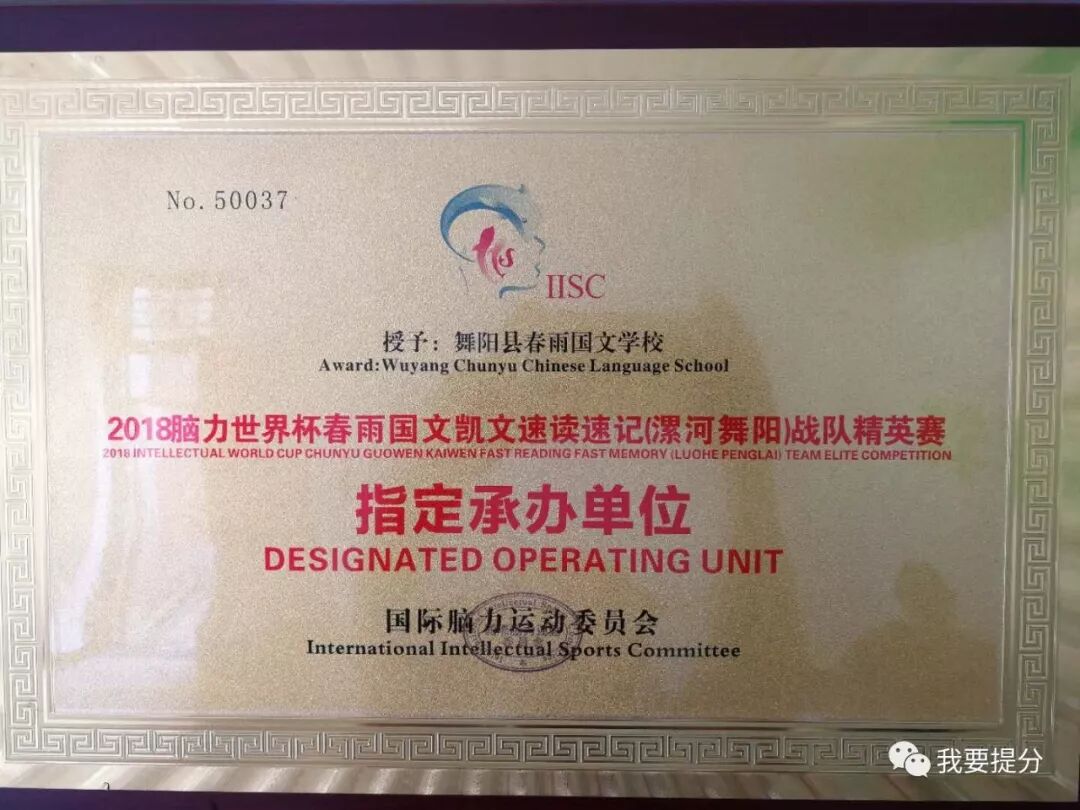 No. 50037
IISC
授予：舞阳县春雨国文学校
Award:Wuyang Chunyu Chinese Language School
2018脑力世界杯春雨国文凯文速读速记(漯河舞阳)战队精英赛
2018 INTELLECTUAL WORLD CUP CHUNYU GUOWEN KAIWEN FAST READING FAST MEMORY (LUOHE PENGLAI) TEAM ELITE COMPETITION
指定承办单位
DESIGNATED OPERATING UNIT
国际脑力运动委员会
International Intellectual Sports Committee
我要提分